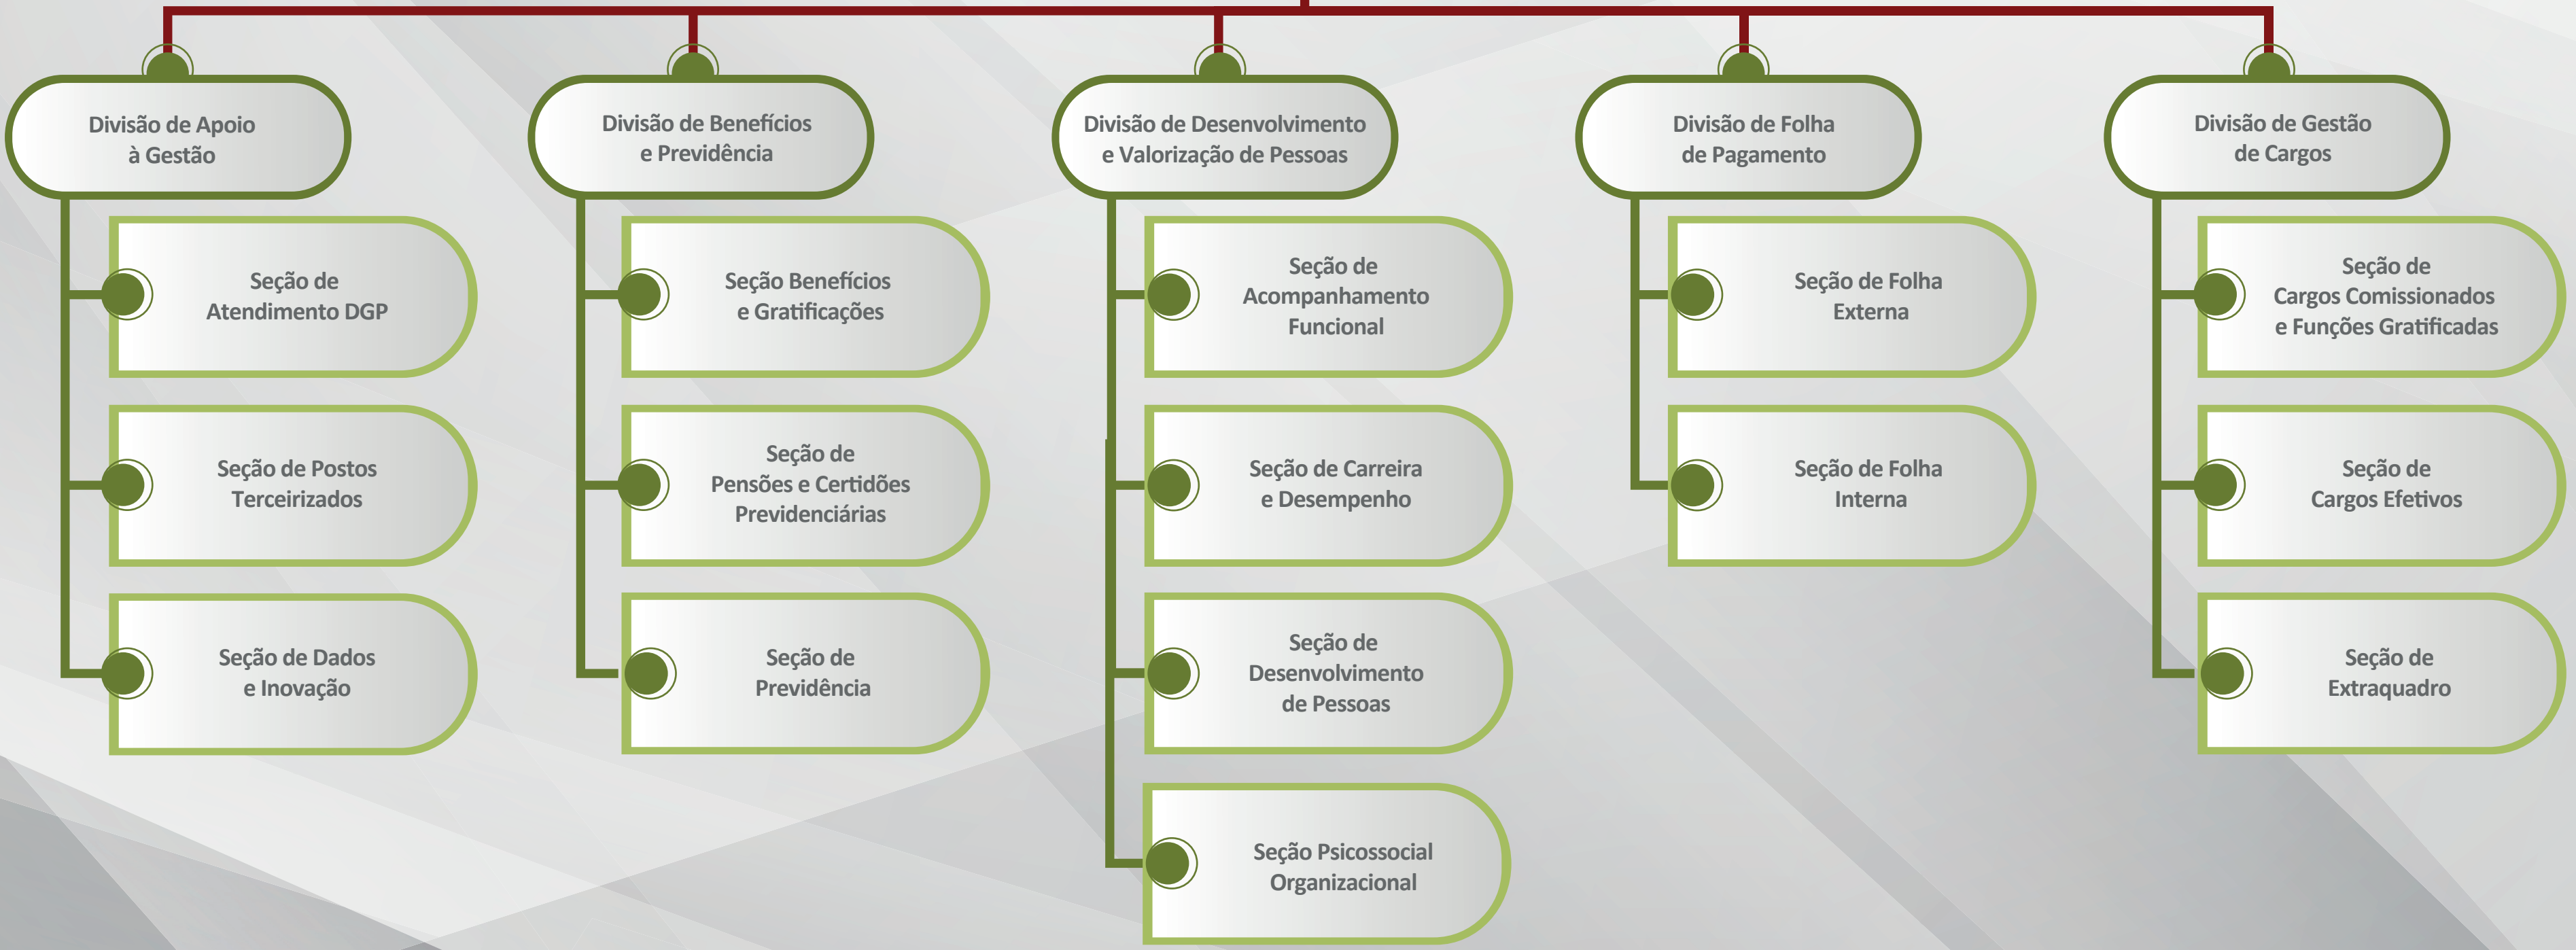 Divisão de Apoio
à Gestão
Seção de
Atendimento DGP
Seção de Postos
Terceirizados
Seção de Dados
e Inovação
Divisão de Benefícios
e Previdência
Seção Benefícios
e Gratificações
Seção de
Pensões e Certidões
Previdenciárias
Seção de
Previdência
Divisão de Desenvolvimento
e Valorização de Pessoas
Seção de
Acompanhamento
Funcional
Seção de Carreira
e Desempenho
Seção de
Desenvolvimento
de Pessoas
Seção Psicossocial
Organizacional
Divisão de Folha
de Pagamento
Seção de Folha
Externa
Seção de Folha
Interna
Divisão de Gestão
de Cargos
Seção de
Cargos Comissionados
e Funções Gratificadas
Seção de
Cargos Efetivos
Seção de
Extraquadro